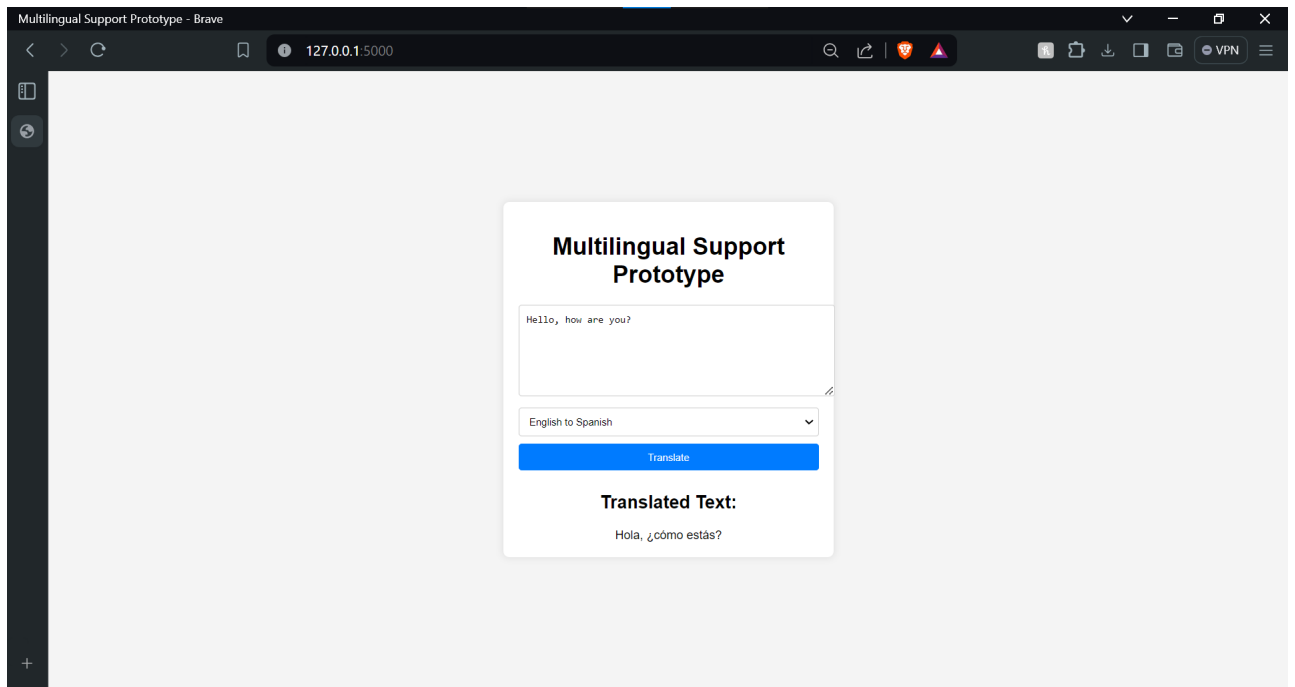 Multilingual Support Prototype - Brave
127.0.0.1:5000
VPN
Multilingual Support
Prototype
Hello, how are you?
English to Spanish
Translate
Translated Text:
Hola, ¿cómo estás?